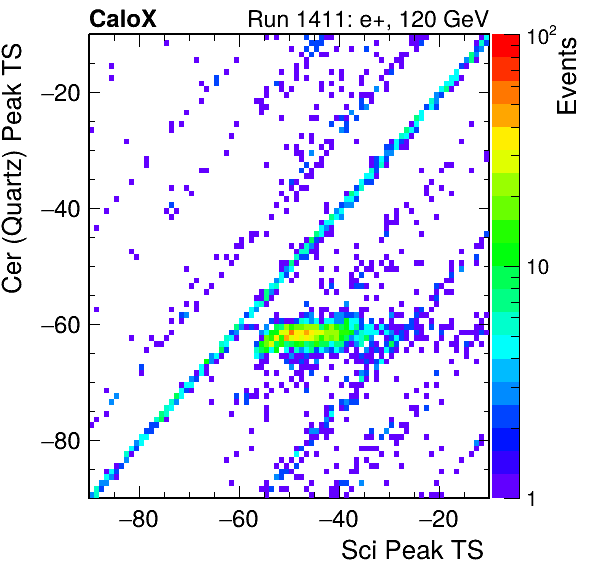 CaloX Run 1411: e+, 120 GeV
Cer (Quartz) Peak TS
−20
−40
−60
−80
−80 −60 −40 −20
Sci Peak TS
10²
10
1
Events